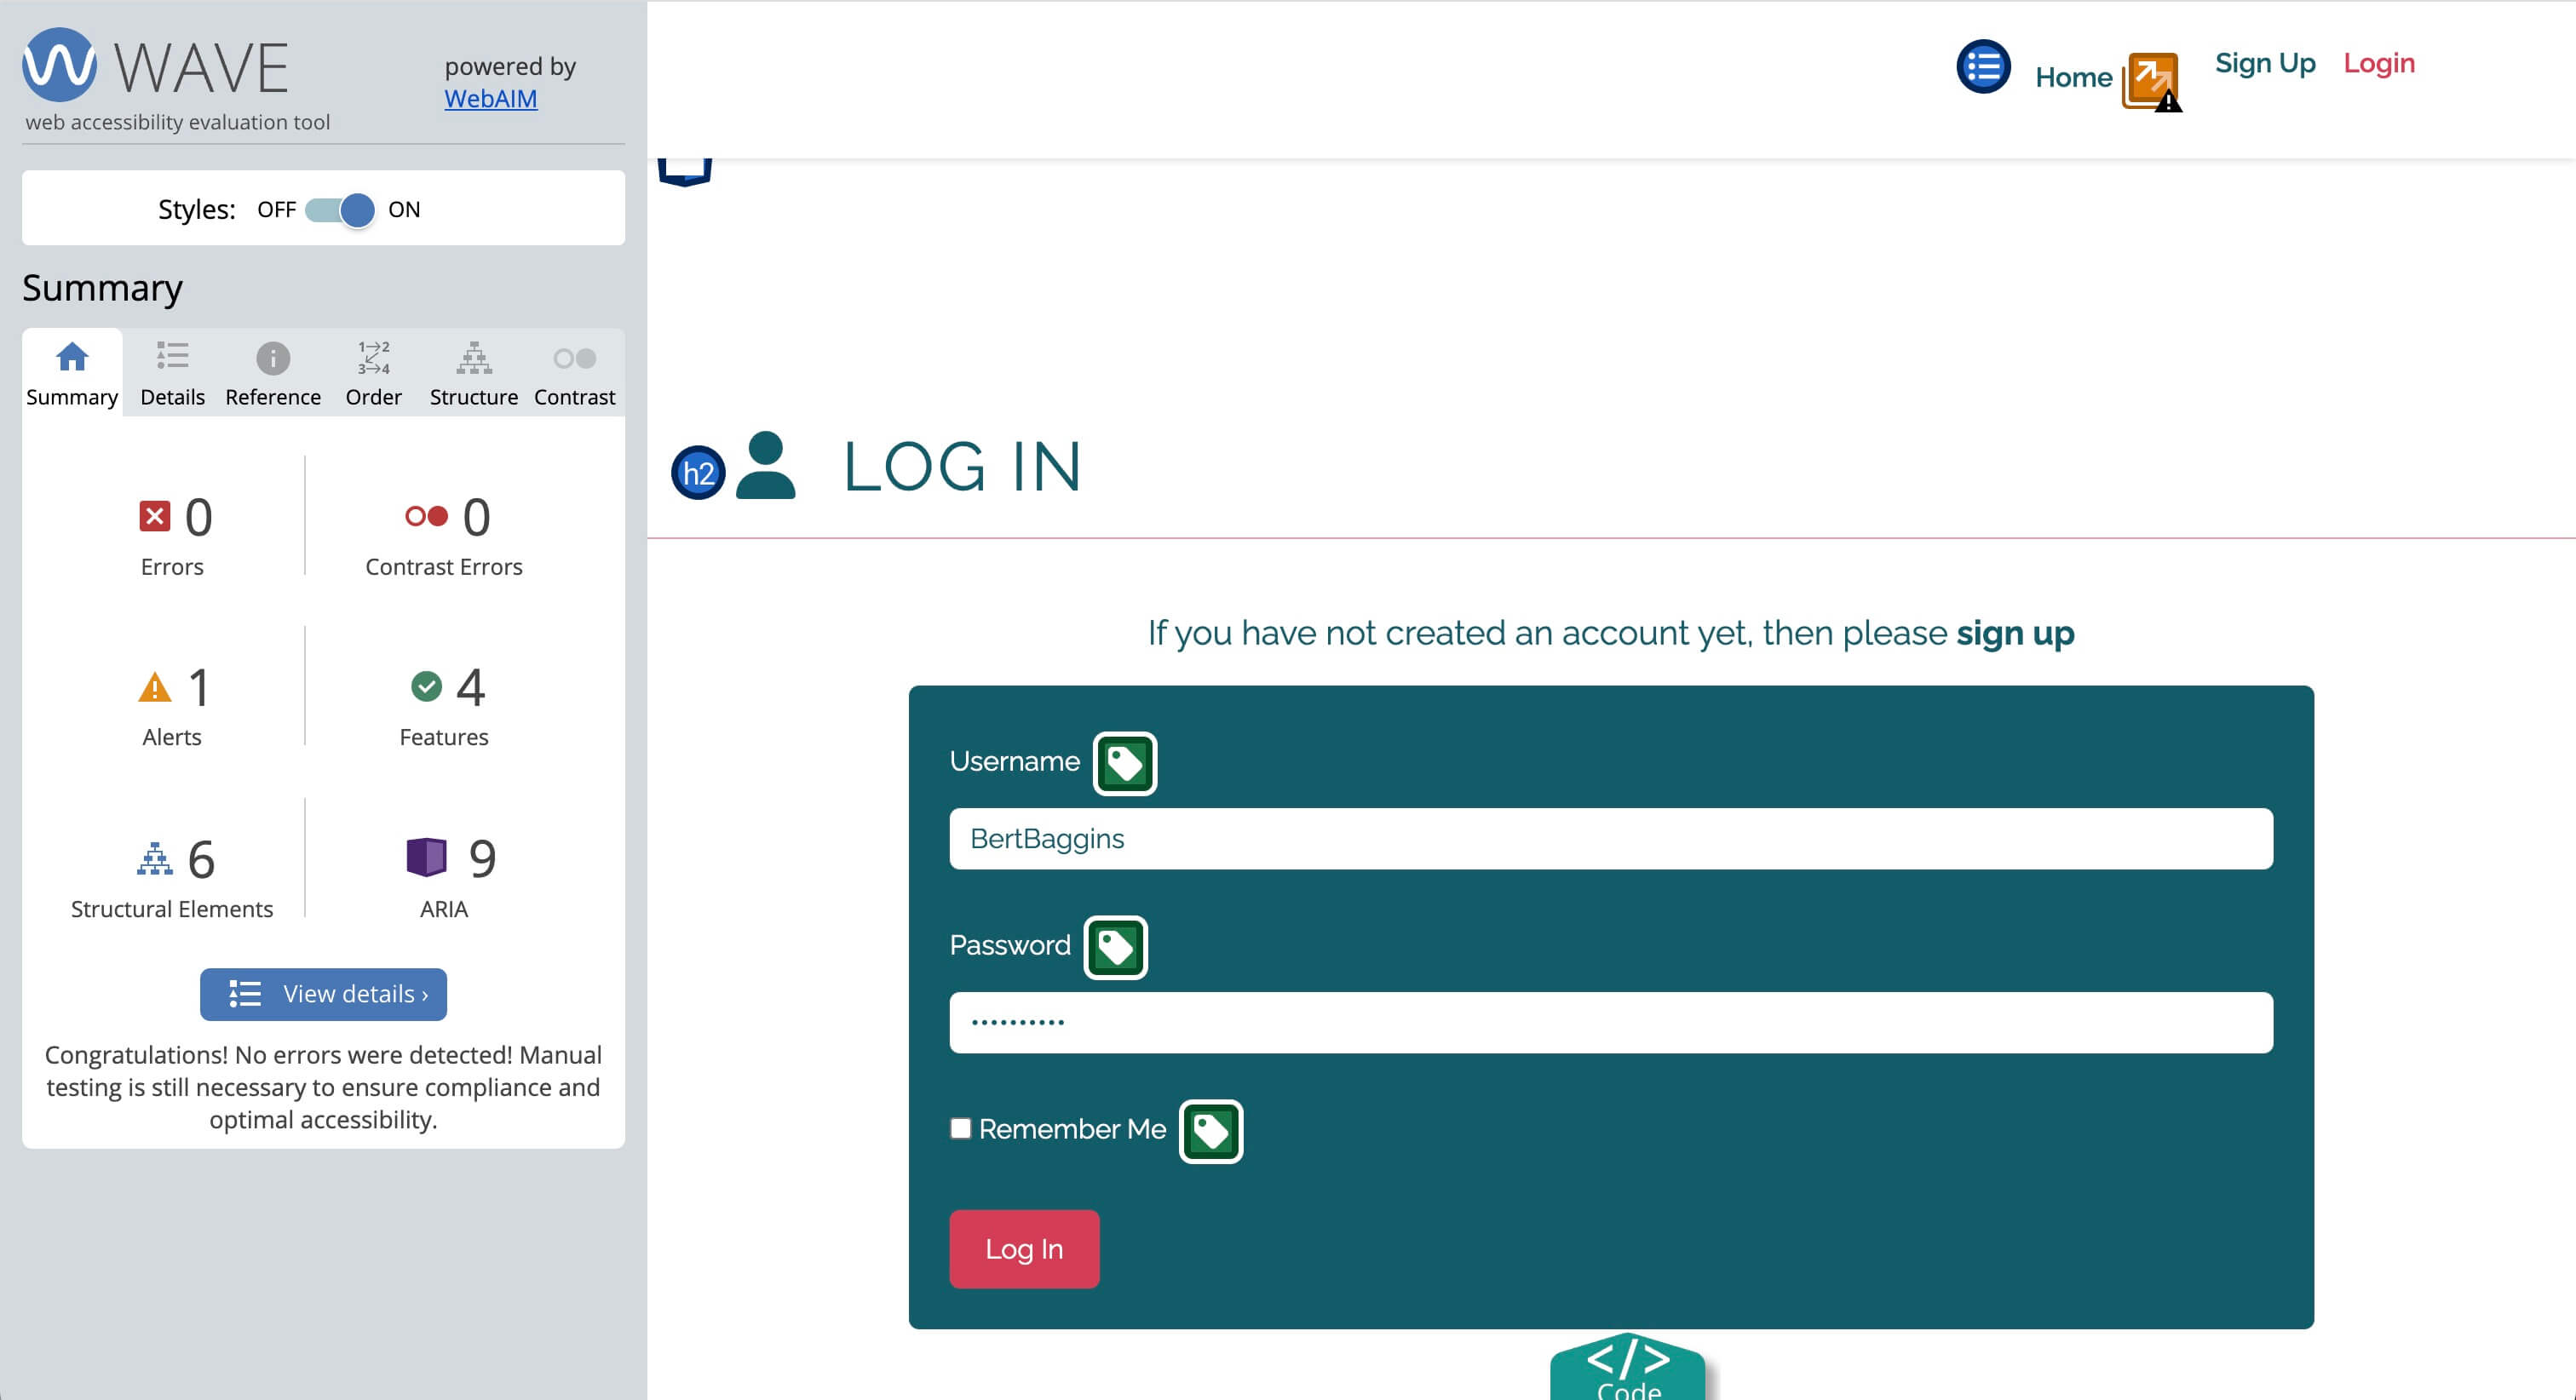 WAVE
powered by
WebAIM
web accessibility evaluation tool
Styles: OFF ON
Summary
1→2
3→4
Summary Details Reference Order Structure Contrast
0 Errors
0 Contrast Errors
1 Alerts
4 Features
6 Structural Elements
9 ARIA
View details ›
Congratulations! No errors were detected! Manual
testing is still necessary to ensure compliance and
optimal accessibility.
Home Sign Up Login
h2 LOG IN
If you have not created an account yet, then please sign up
Username
BertBaggins
Password
••••••••••
Remember Me
Log In
</>
Code